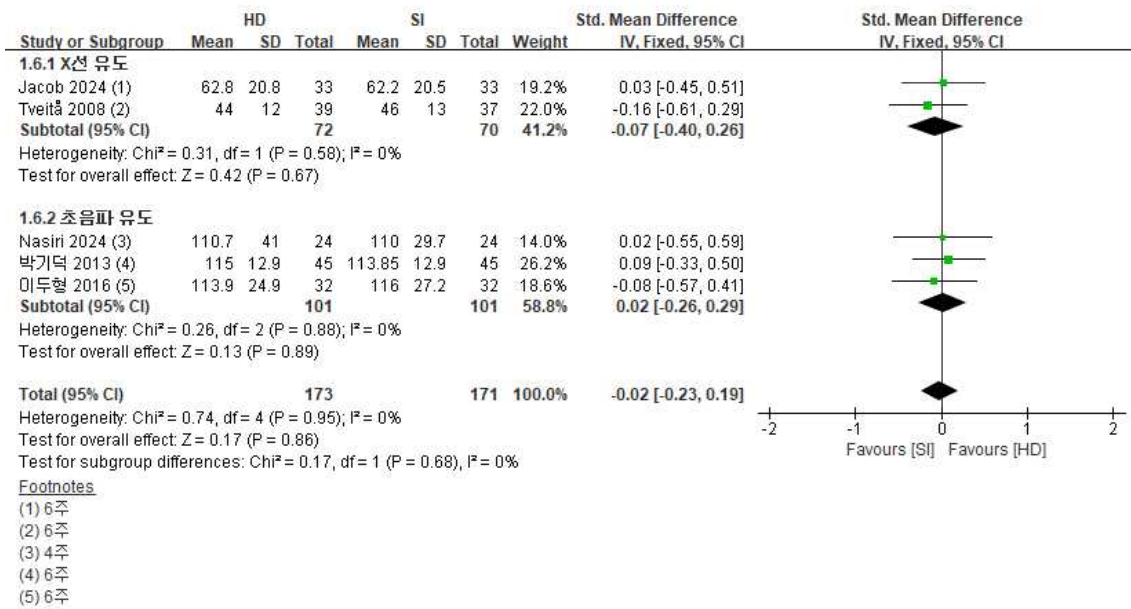 HD SI Std. Mean Difference Std. Mean Difference
Study or Subgroup Mean SD Total Mean SD Total Weight IV, Fixed, 95% CI IV, Fixed, 95% CI
1.6.1 X선 유도
Jacob 2024 (1) 62.8 20.8 33 62.2 20.5 33 19.2% 0.03 [-0.45, 0.51]
Tveitå 2008 (2) 44 12 39 46 13 37 22.0% -0.16 [-0.61, 0.29]
Subtotal (95% CI) 72 70 41.2% -0.07 [-0.40, 0.26]
Heterogeneity: Chi² = 0.31, df = 1 (P = 0.58); I² = 0%
Test for overall effect: Z = 0.42 (P = 0.67)
1.6.2 초음파 유도
Nasiri 2024 (3) 110.7 41 24 110 29.7 24 14.0% 0.02 [-0.55, 0.59]
박기덕 2013 (4) 115 12.9 45 113.85 12.9 45 26.2% 0.09 [-0.33, 0.50]
이두형 2016 (5) 113.9 24.9 32 116 27.2 32 18.6% -0.08 [-0.57, 0.41]
Subtotal (95% CI) 101 101 58.8% 0.02 [-0.26, 0.29]
Heterogeneity: Chi² = 0.26, df = 2 (P = 0.88); I² = 0%
Test for overall effect: Z = 0.13 (P = 0.89)
Total (95% CI) 173 171 100.0% -0.02 [-0.23, 0.19]
Heterogeneity: Chi² = 0.74, df = 4 (P = 0.95); I² = 0%
Test for overall effect: Z = 0.17 (P = 0.86)
Test for subgroup differences: Chi² = 0.17, df = 1 (P = 0.68), I² = 0%
-2 -1 0 1 2
Favours [SI] Favours [HD]
Footnotes
(1) 6주
(2) 6주
(3) 4주
(4) 6주
(5) 6주